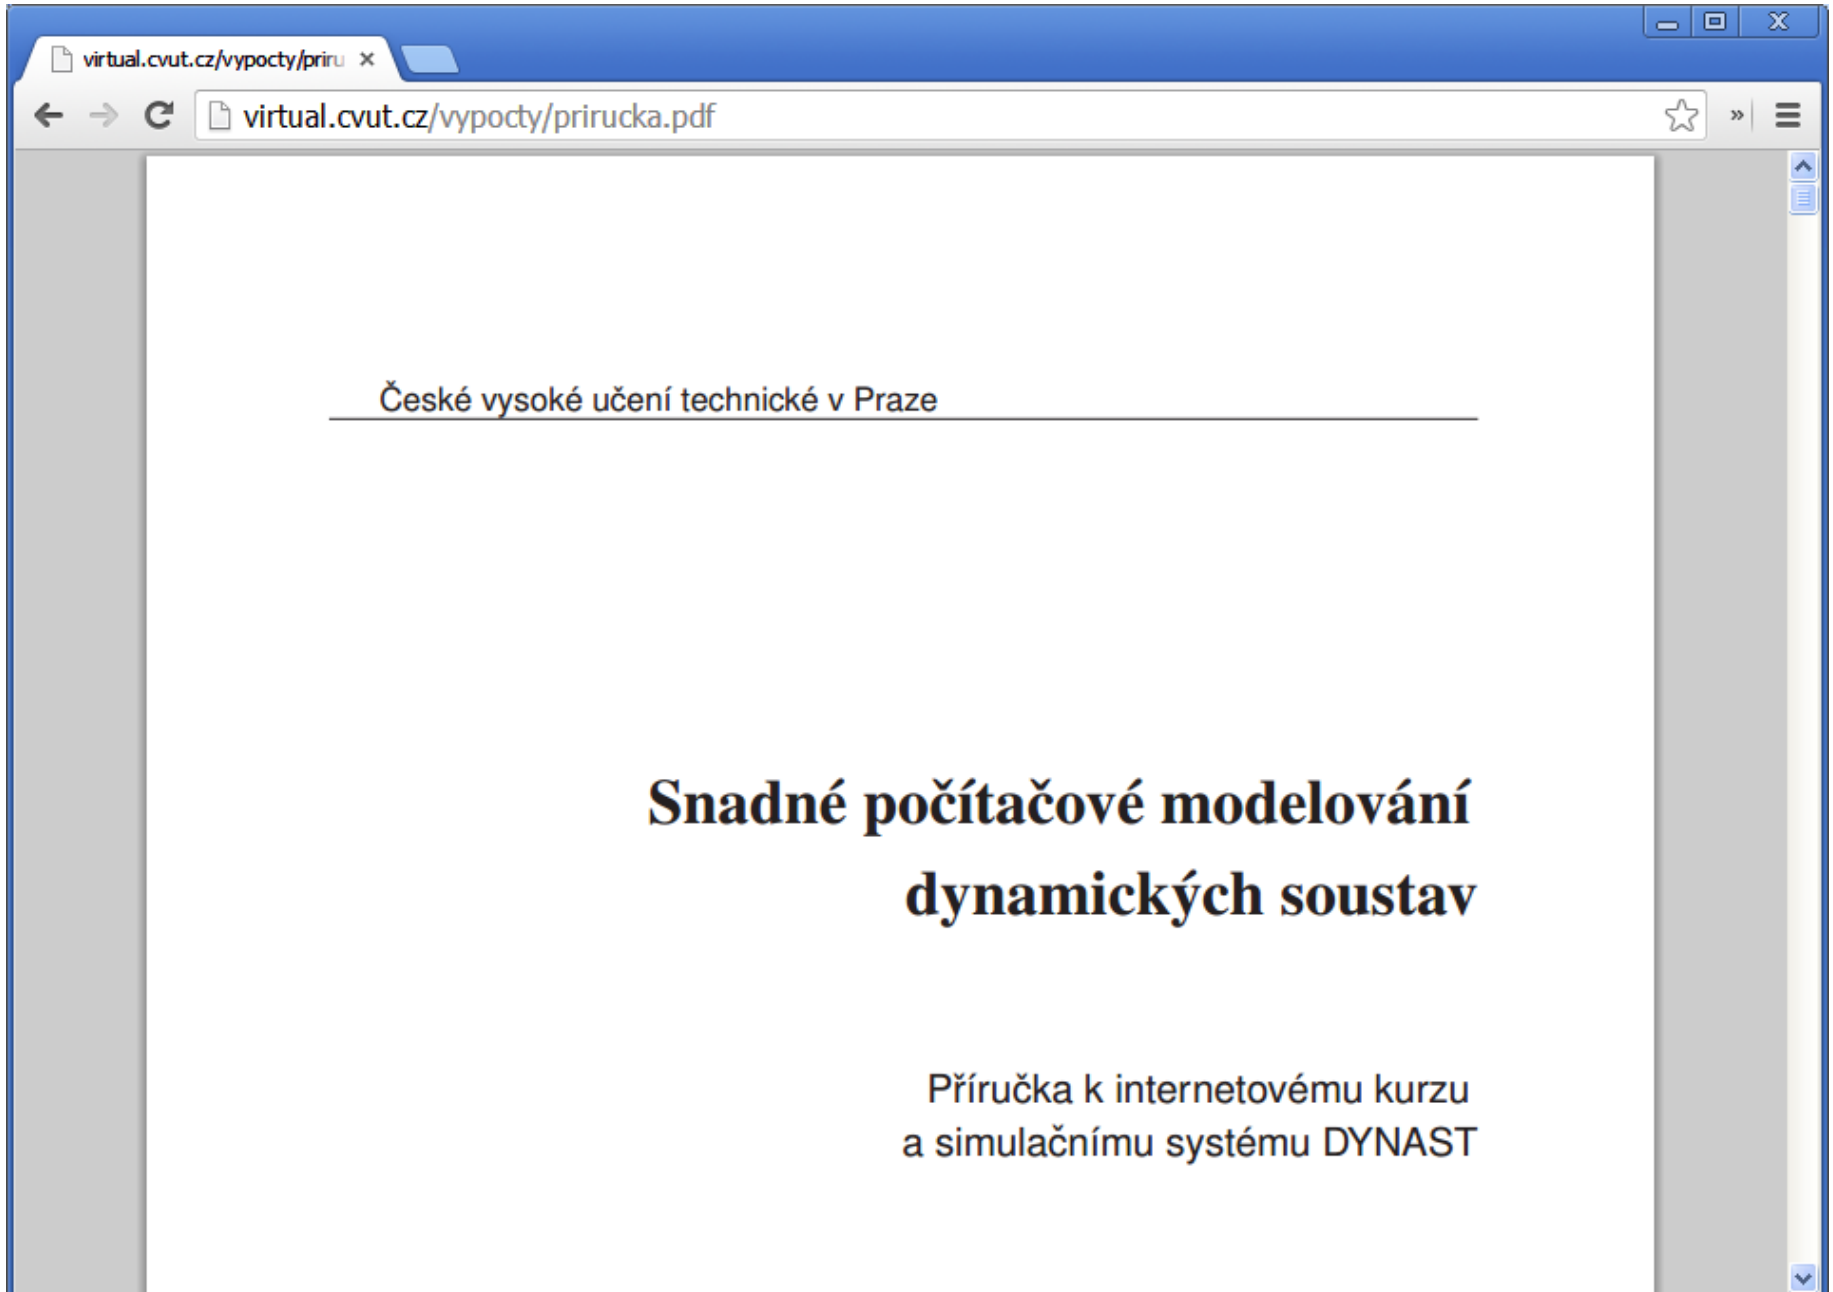 virtual.cvut.cz/vypocty/priru
virtual.cvut.cz/vypocty/prirucka.pdf
České vysoké učení technické v Praze
Snadné počítačové modelování
dynamických soustav
Příručka k internetovému kurzu
a simulačnímu systému DYNAST